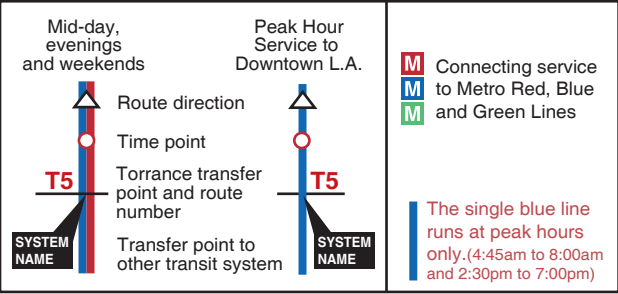 Mid-day,
evenings
and weekends
Peak Hour
Service to
Downtown L.A.
Route direction
Time point
T5
Torrance transfer
point and route
number
T5
SYSTEM
NAME
Transfer point to
other transit system
SYSTEM
NAME
M
M
M
Connecting service
to Metro Red, Blue
and Green Lines
The single blue line
runs at peak hours
only.(4:45am to 8:00am
and 2:30pm to 7:00pm)